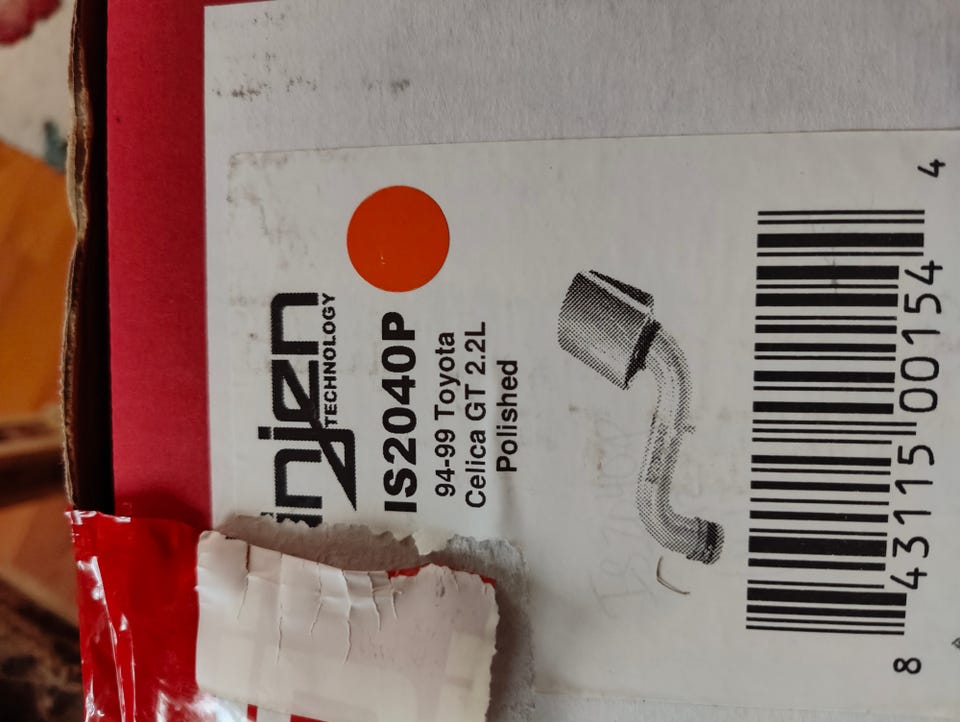 injen
TECHNOLOGY
IS2040P
94-99 Toyota
Celica GT 2.2L
Polished
8 43115 00154 4